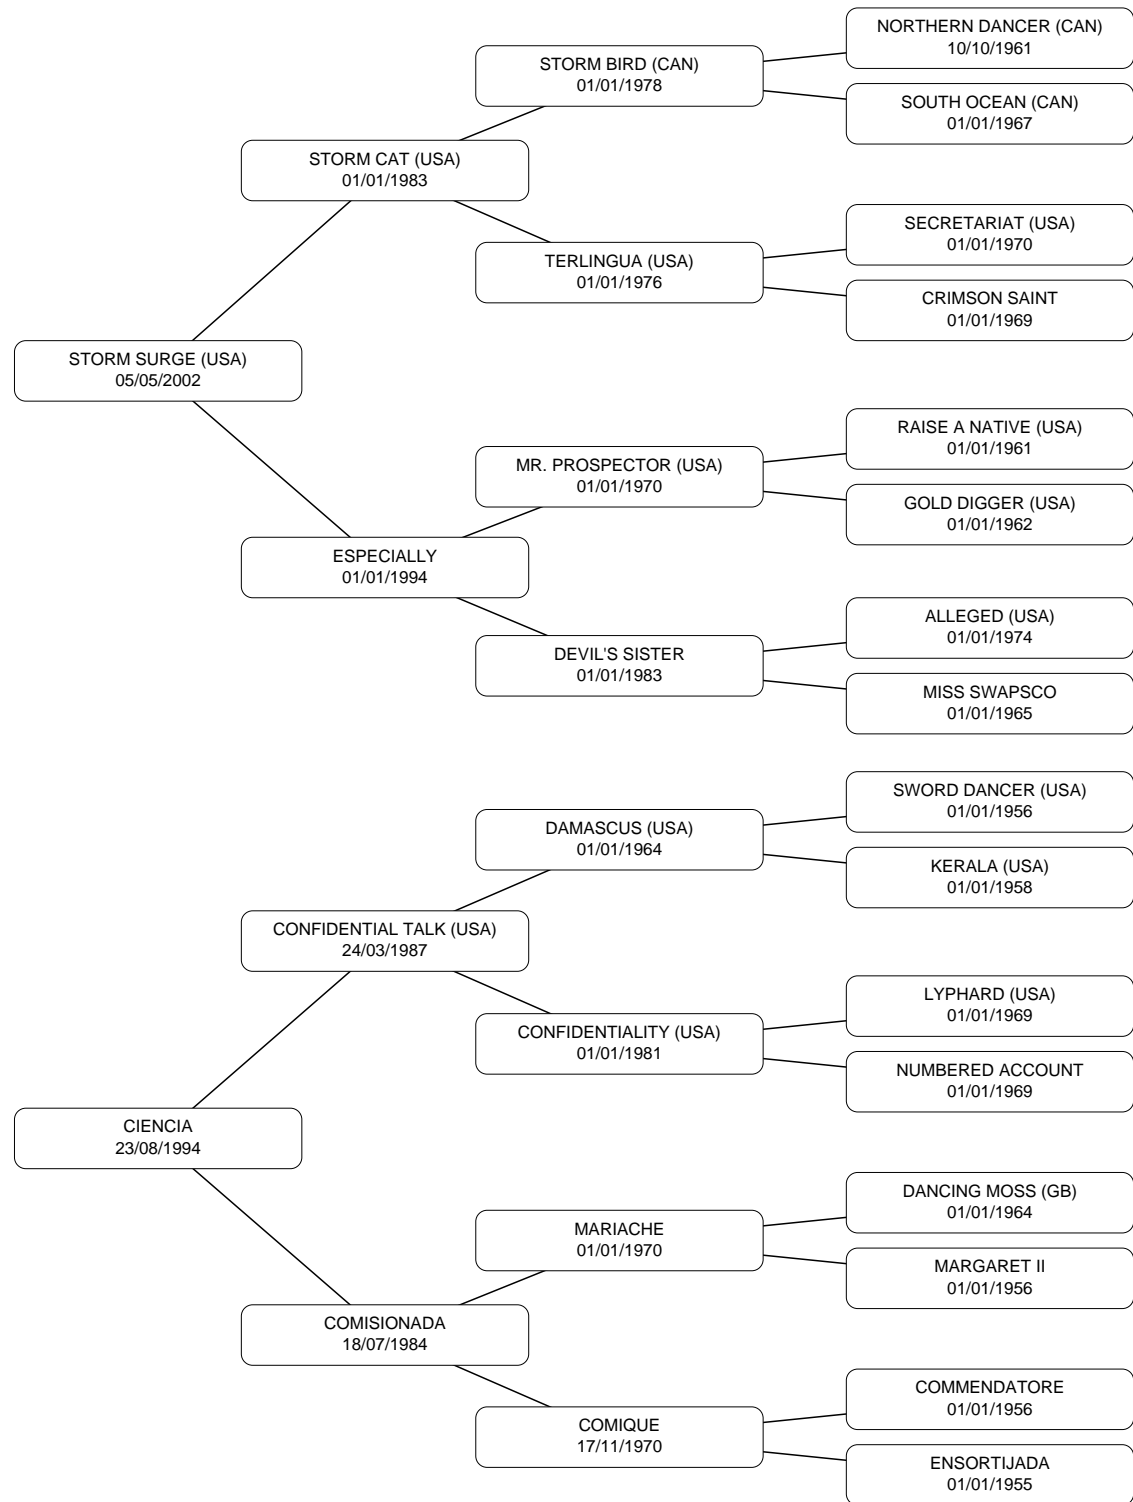 NORTHERN DANCER (CAN)
10/10/1961
STORM BIRD (CAN)
01/01/1978
SOUTH OCEAN (CAN)
01/01/1967
STORM CAT (USA)
01/01/1983
SECRETARIAT (USA)
01/01/1970
TERLINGUA (USA)
01/01/1976
CRIMSON SAINT
01/01/1969
STORM SURGE (USA)
05/05/2002
RAISE A NATIVE (USA)
01/01/1961
MR. PROSPECTOR (USA)
01/01/1970
GOLD DIGGER (USA)
01/01/1962
ESPECIALLY
01/01/1994
ALLEGED (USA)
01/01/1974
DEVIL'S SISTER
01/01/1983
MISS SWAPSCO
01/01/1965
SWORD DANCER (USA)
01/01/1956
DAMASCUS (USA)
01/01/1964
KERALA (USA)
01/01/1958
CONFIDENTIAL TALK (USA)
24/03/1987
LYPHARD (USA)
01/01/1969
CONFIDENTIALITY (USA)
01/01/1981
NUMBERED ACCOUNT
01/01/1969
CIENCIA
23/08/1994
DANCING MOSS (GB)
01/01/1964
MARIACHE
01/01/1970
MARGARET II
01/01/1956
COMISIONADA
18/07/1984
COMMENDATORE
01/01/1956
COMIQUE
17/11/1970
ENSORTIJADA
01/01/1955